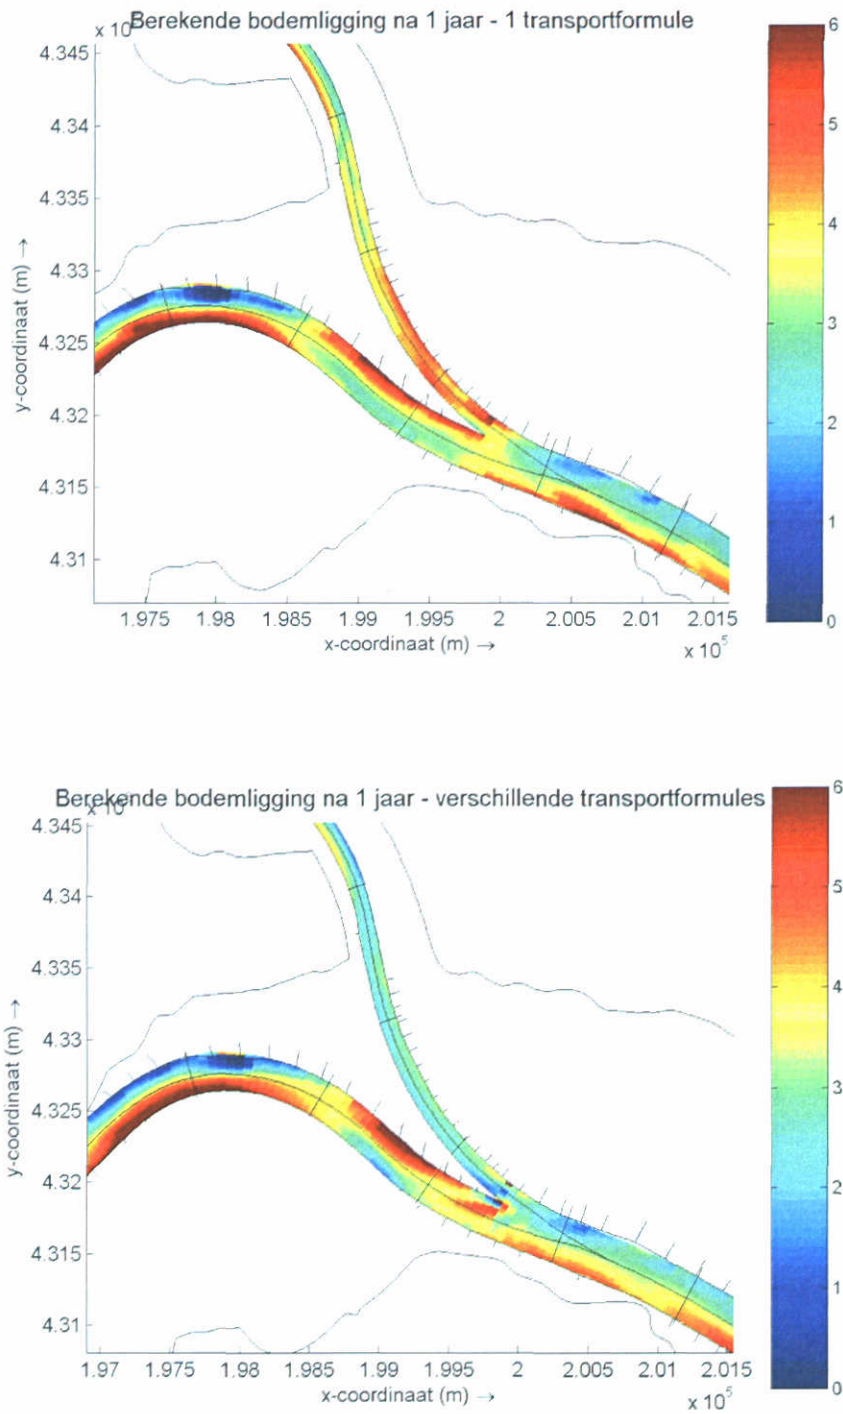 Berekende bodemligging na 1 jaar - 1 transportformule
x 10
4.345
4.34
4.335
4.33
4.325
4.32
4.315
4.31
y-coordinaat (m) →
1.975 1.98 1.985 1.99 1.995 2 2.005 2.01 2.015
x-coordinaat (m) →
x 10⁵
6
5
4
3
2
1
0
Berekende bodemligging na 1 jaar - verschillende transportformules
4.345
4.34
4.335
4.33
4.325
4.32
4.315
4.31
y-coordinaat (m) →
1.97 1.975 1.98 1.985 1.99 1.995 2 2.005 2.01 2.015
x-coordinaat (m) →
x 10⁵
6
5
4
3
2
1
0